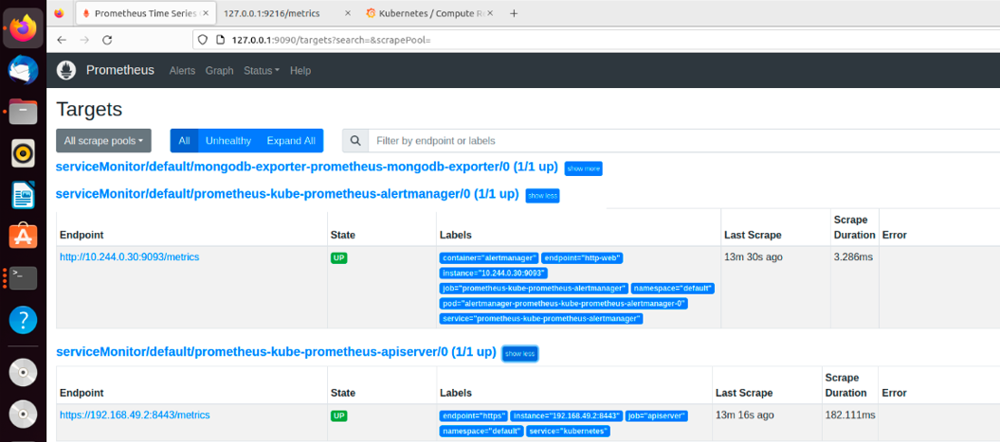 Prometheus Time Series
127.0.0.1:9216/metrics
Kubernetes / Compute Re
127.0.0.1:9090/targets?search=&scrapePool=
Prometheus Alerts Graph Status Help
Targets
All scrape pools All Unhealthy Expand All Filter by endpoint or labels
serviceMonitor/default/mongodb-exporter-prometheus-mongodb-exporter/0 (1/1 up) show more
serviceMonitor/default/prometheus-kube-prometheus-alertmanager/0 (1/1 up) show less
Endpoint State Labels Last Scrape Scrape Duration Error
http://10.244.0.30:9093/metrics UP container="alertmanager" endpoint="http-web" 13m 30s ago 3.286ms
instance="10.244.0.30:9093"
job="prometheus-kube-prometheus-alertmanager" namespace="default"
pod="alertmanager-prometheus-kube-prometheus-alertmanager-0"
service="prometheus-kube-prometheus-alertmanager"
serviceMonitor/default/prometheus-kube-prometheus-apiserver/0 (1/1 up) show less
Endpoint State Labels Last Scrape Scrape Duration Error
https://192.168.49.2:8443/metrics UP endpoint="https" instance="192.168.49.2:8443" job="apiserver" 13m 16s ago 182.111ms
namespace="default" service="kubernetes"